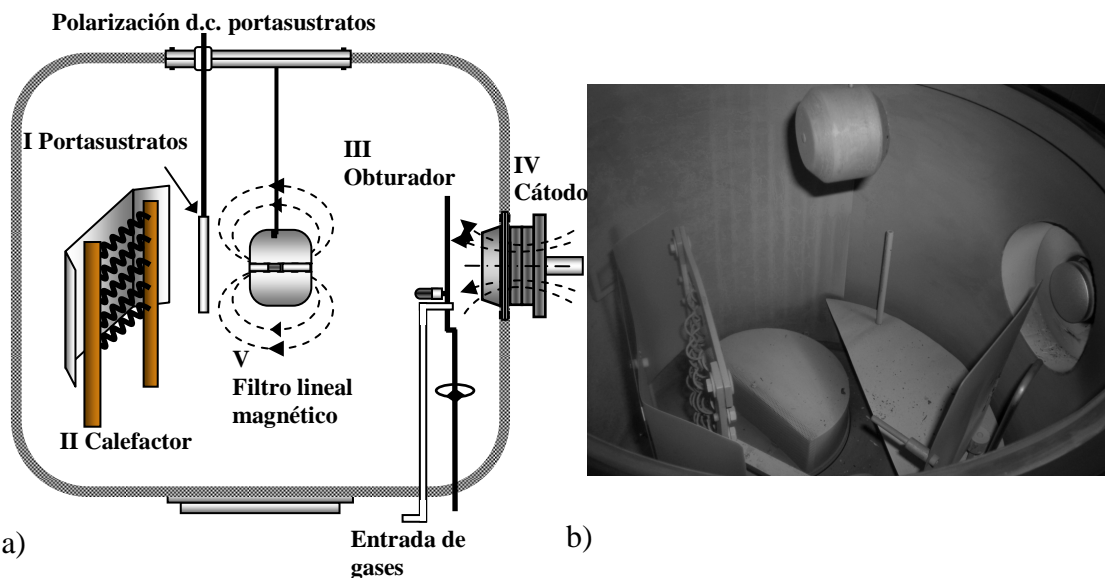 Polarización d.c. portasustratos
I Portasustratos
III
Obturador
IV
Cátodo
V
Filtro lineal
magnético
II Calefactor
Entrada de
gases
a)
b)